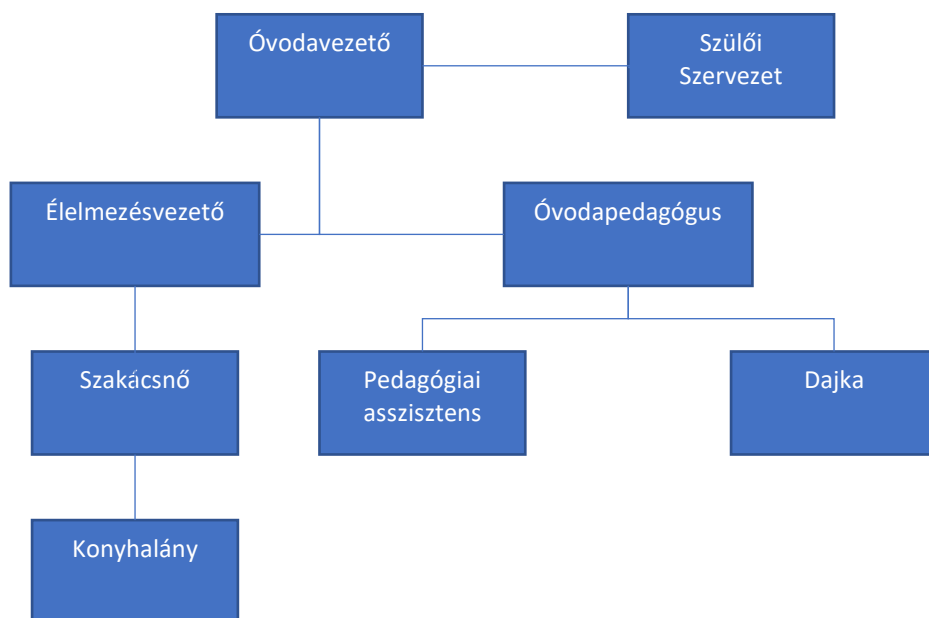 Óvodavezető
Szülői
Szervezet
Élelmezésvezető
Óvodapedagógus
Szakácsnő
Pedagógiai
asszisztens
Dajka
Konyhalány